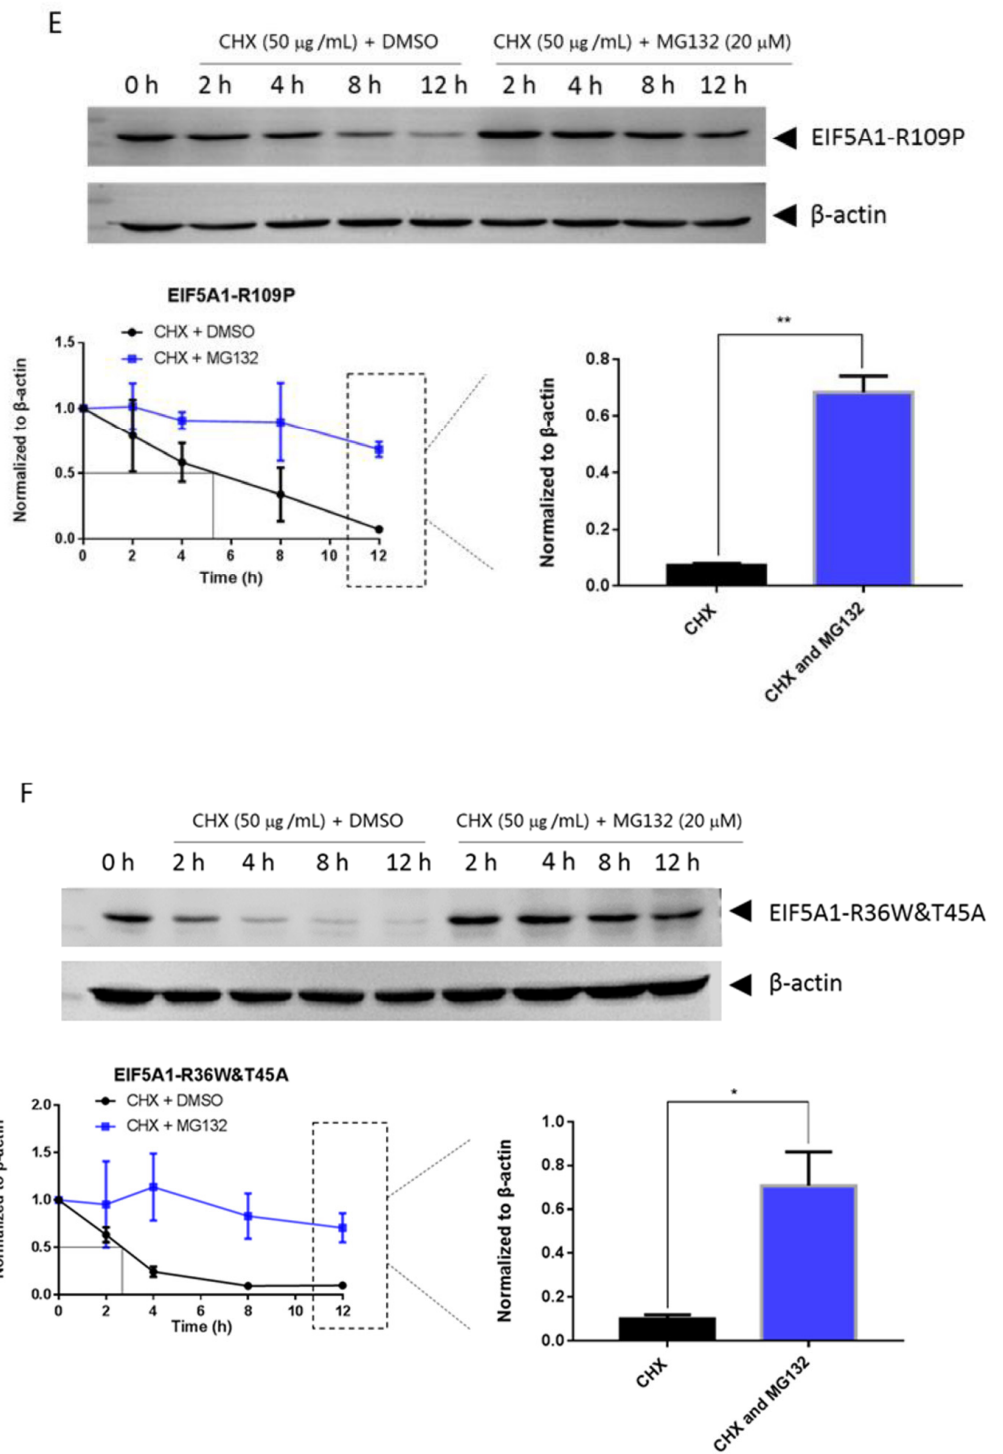 E
CHX (50 µg /mL) + DMSO CHX (50 µg /mL) + MG132 (20 µM)
0 h 2 h 4 h 8 h 12 h 2 h 4 h 8 h 12 h
EIF5A1-R109P
β-actin
EIF5A1-R109P
CHX + DMSO
CHX + MG132
Normalized to β-actin
1.5
1.0
0.5
0.0
0 2 4 6 8 10 12
Time (h)
**
Normalized to β-actin
0.8
0.6
0.4
0.2
0.0
CHX
CHX and MG132
F
CHX (50 µg /mL) + DMSO CHX (50 µg /mL) + MG132 (20 µM)
0 h 2 h 4 h 8 h 12 h 2 h 4 h 8 h 12 h
EIF5A1-R36W&T45A
β-actin
EIF5A1-R36W&T45A
CHX + DMSO
CHX + MG132
to β-actin
2.0
1.5
1.0
0.5
0.0
0 2 4 6 8 10 12
Time (h)
*
Normalized to β-actin
1.0
0.8
0.6
0.4
0.2
0.0
CHX
CHX and MG132